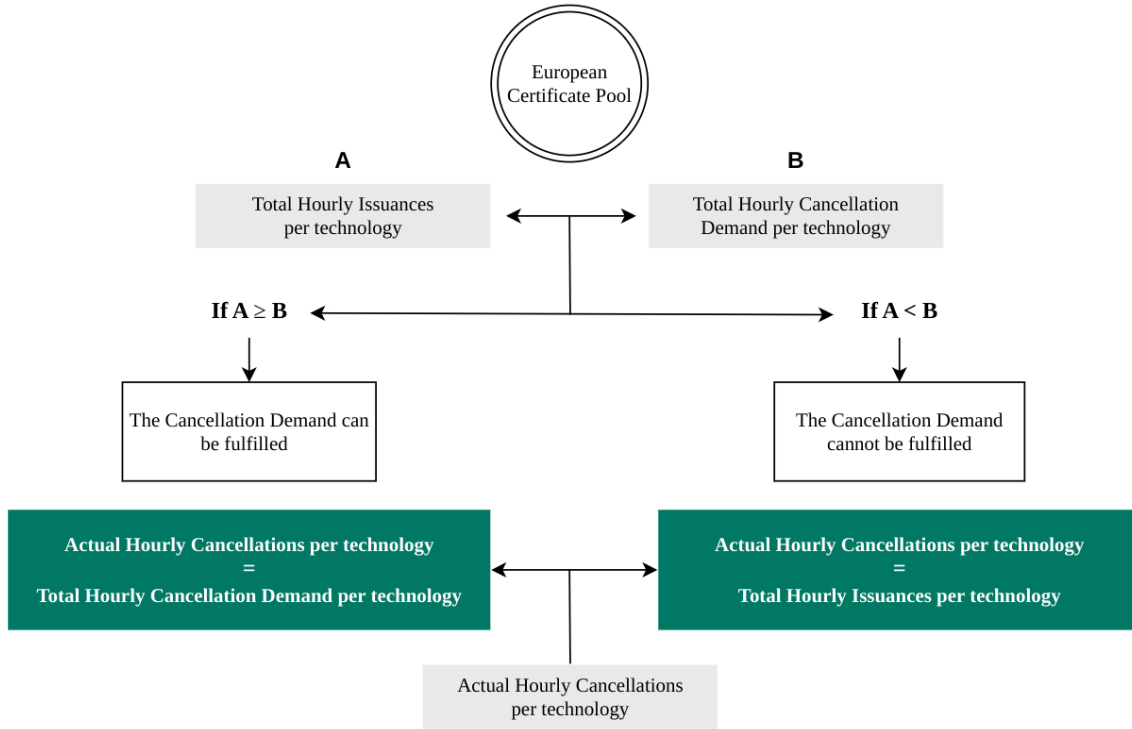 European
Certificate Pool
A
B
Total Hourly Issuances
per technology
Total Hourly Cancellation
Demand per technology
If A ≥ B
If A < B
The Cancellation Demand can
be fulfilled
The Cancellation Demand
cannot be fulfilled
Actual Hourly Cancellations per technology
=
Total Hourly Cancellation Demand per technology
Actual Hourly Cancellations per technology
=
Total Hourly Issuances per technology
Actual Hourly Cancellations
per technology